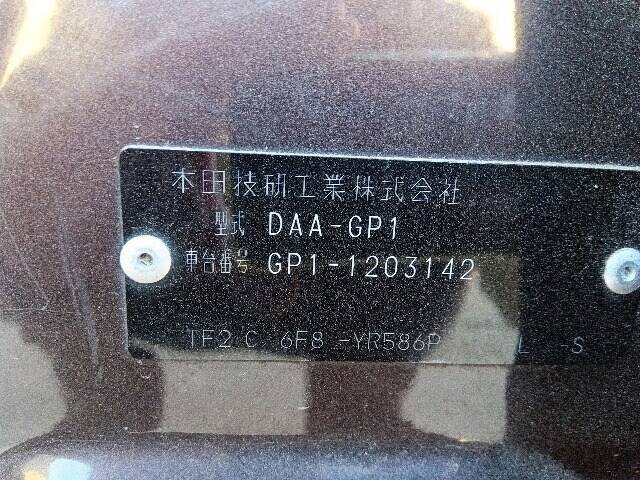 本田技研工業株式会社
型式 DAA-GP1
車台番号 GP1-1203142
TF2 C 6F8 -YR586P L -S